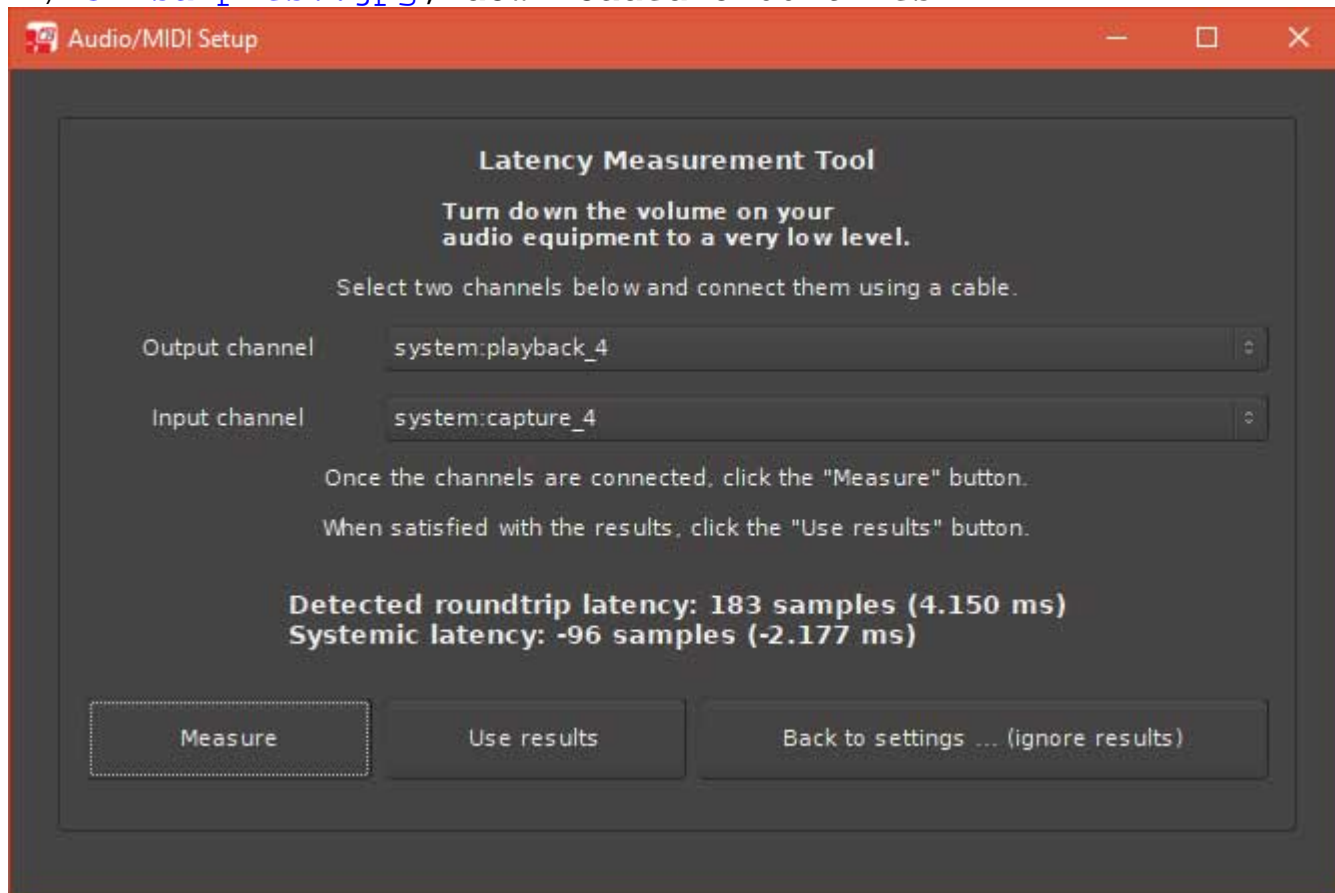 Audio/MIDI Setup
Latency Measurement Tool
Turn down the volume on your
audio equipment to a very low level.
Select two channels below and connect them using a cable.
Output channel system:playback_4
Input channel system:capture_4
Once the channels are connected, click the "Measure" button.
When satisfied with the results, click the "Use results" button.
Detected roundtrip latency: 183 samples (4.150 ms)
Systemic latency: -96 samples (-2.177 ms)
Measure Use results Back to settings ... (ignore results)